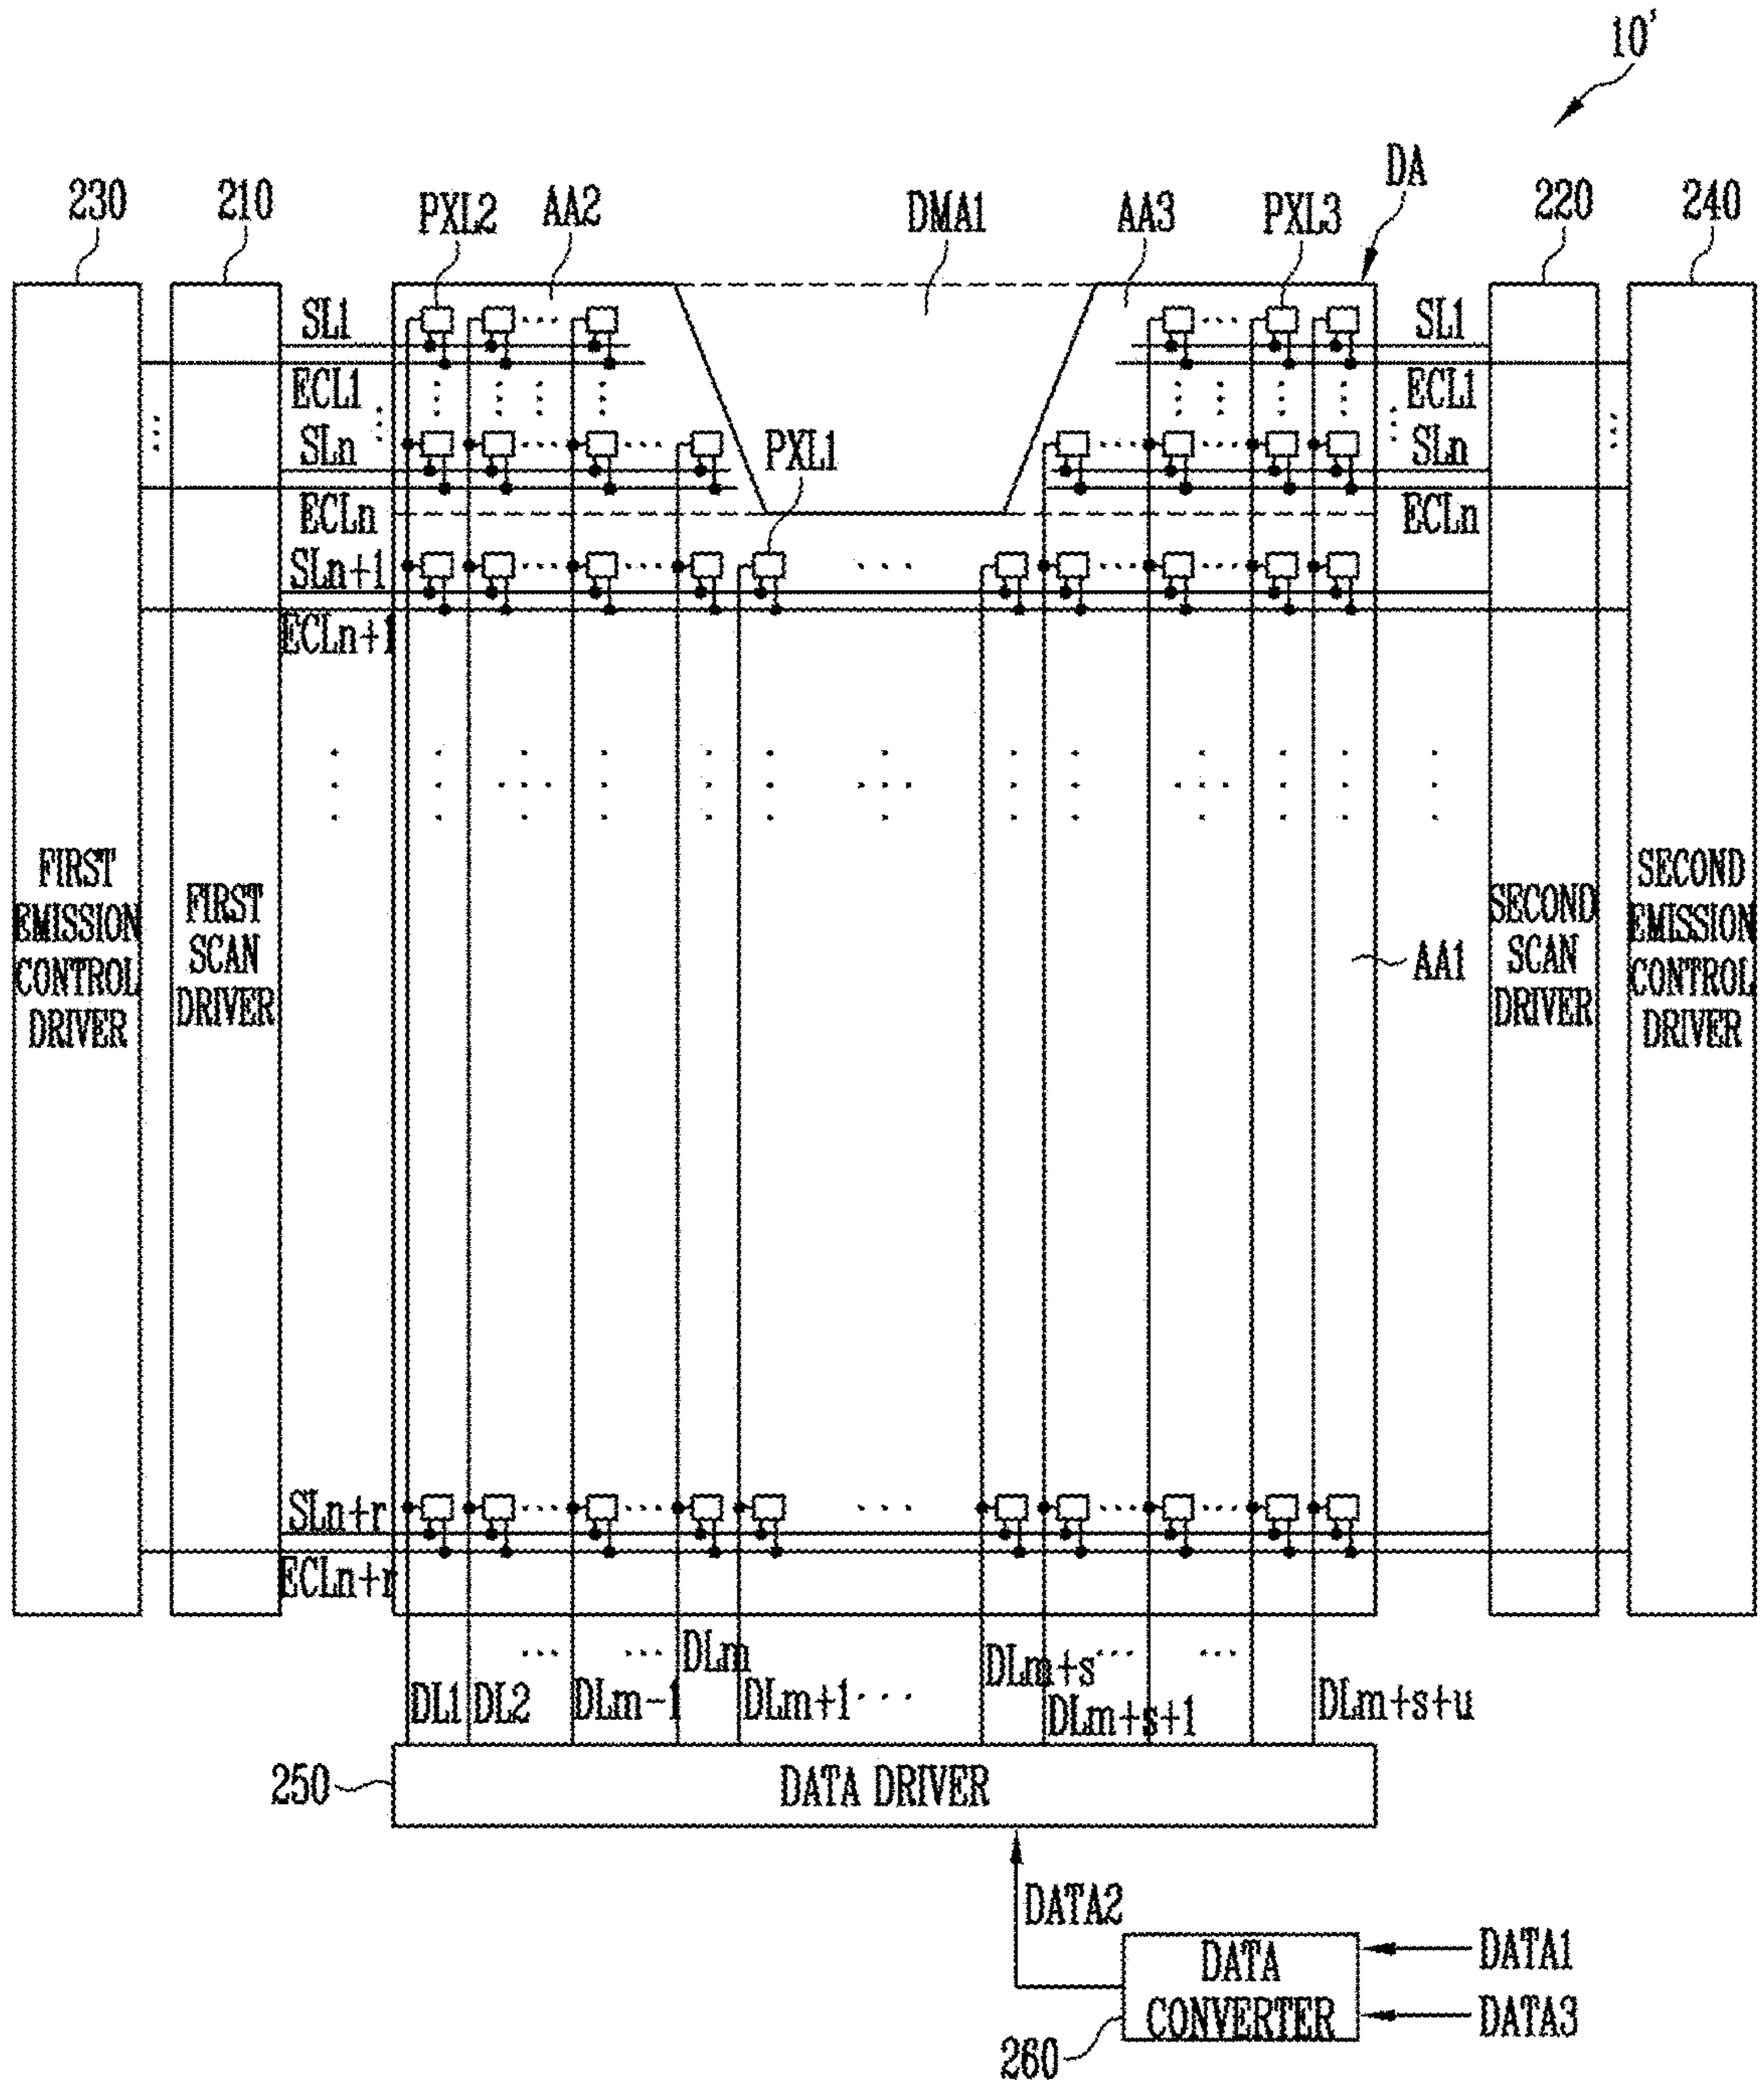 10'
230
210
PXL2
AA2
DMA1
AA3
PXL3
DA
220
240
SL1
SL1
ECL1
ECL1
SLn
SLn
PXL1
ECLn
ECLn
SLn+1
ECLn+1
FIRST
EMISSION
CONTROL
DRIVER
FIRST
SCAN
DRIVER
SECOND
SCAN
DRIVER
SECOND
EMISSION
CONTROL
DRIVER
AA1
SLn+r
ECLn+r
DL1
DL2
DLm-1
DLm
DLm+1
DLm+s
DLm+s+1
DLm+s+u
250
DATA DRIVER
DATA2
DATA
CONVERTER
DATA1
DATA3
260